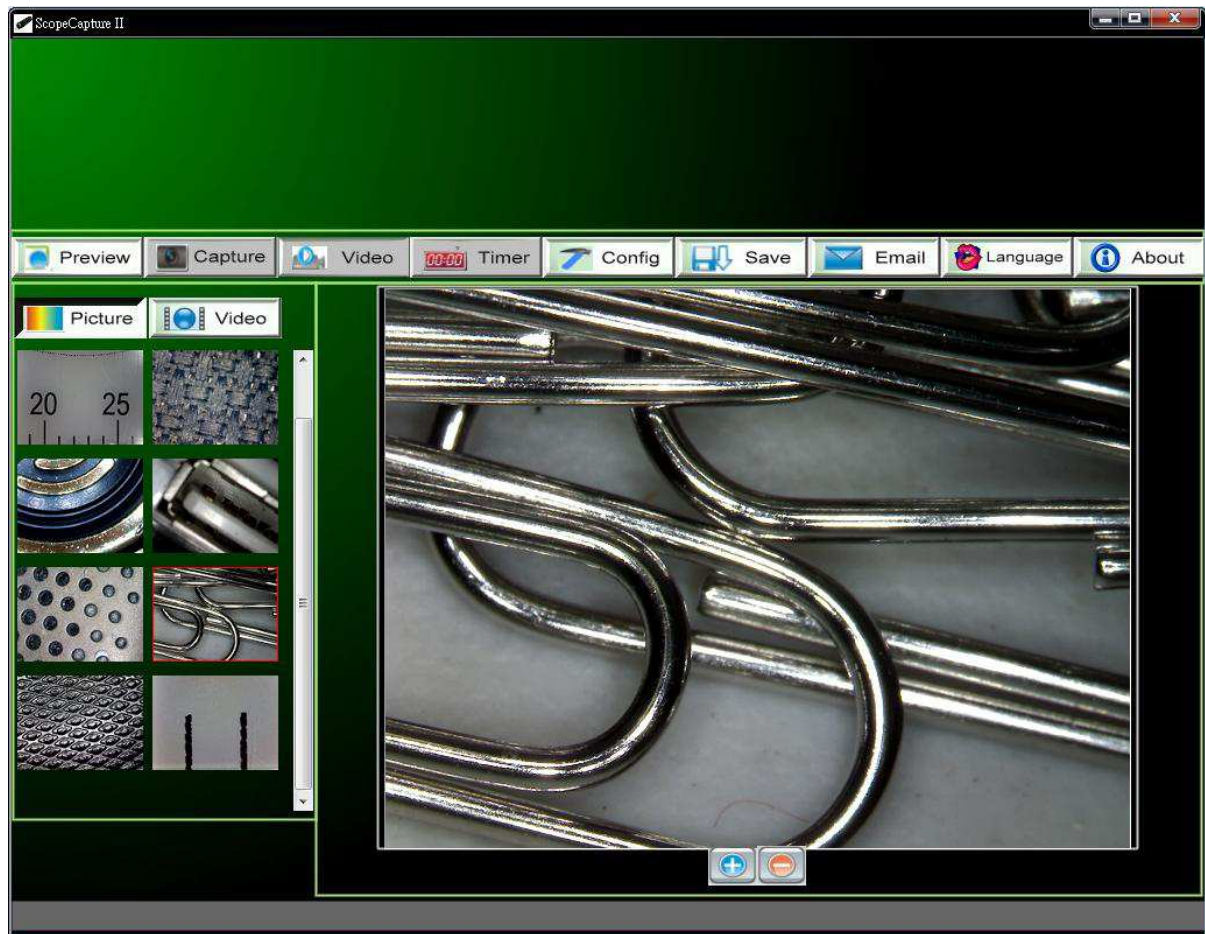 ScopeCapture II
Preview Capture Video 00:00 Timer Config Save Email Language About
Picture Video
20 25